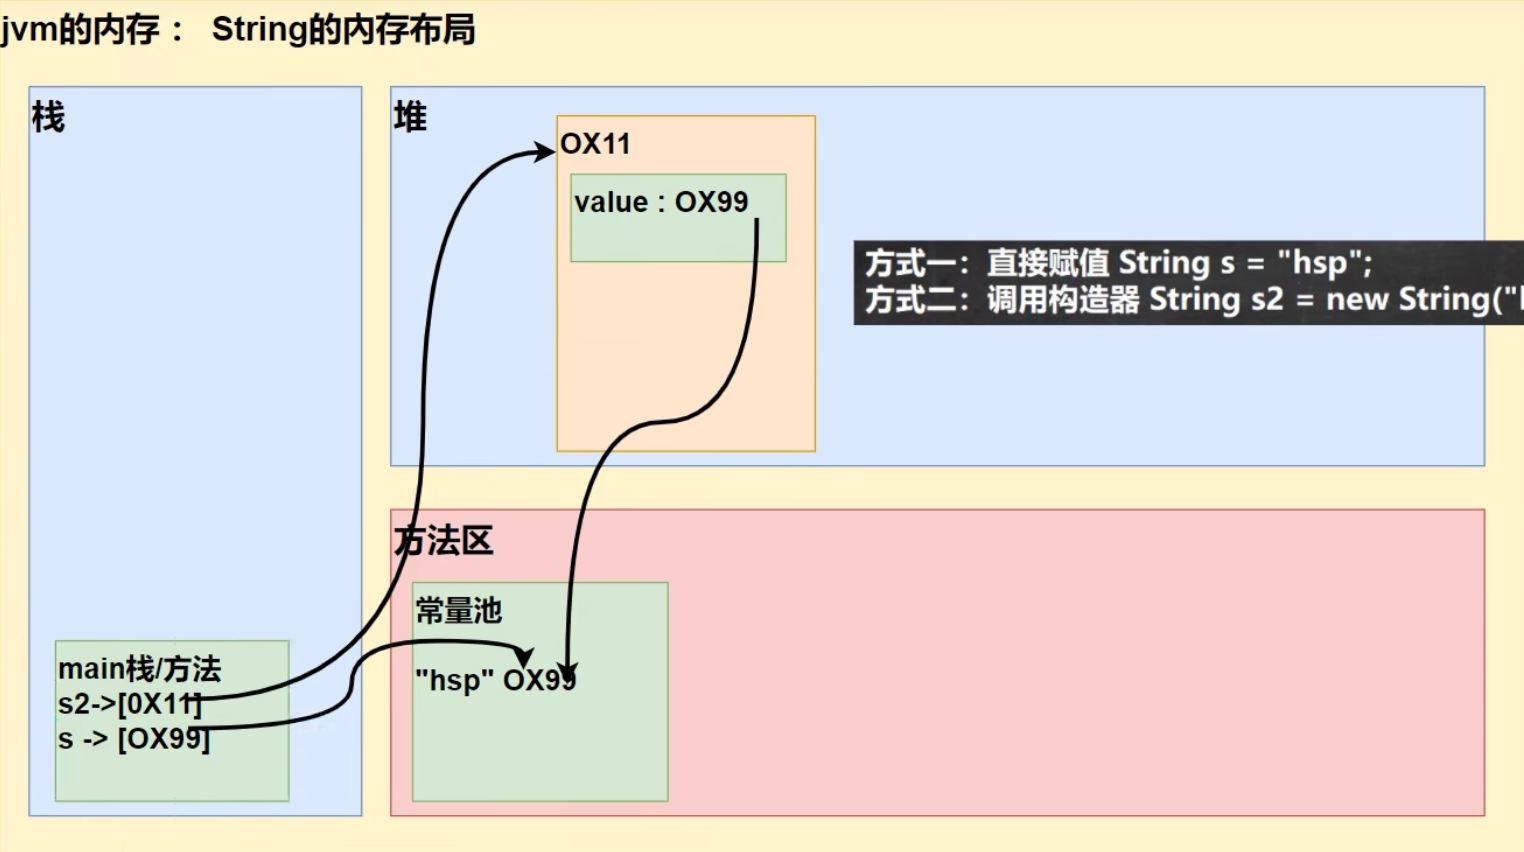 jvm的内存： String的内存布局
栈
堆
OX11
value : OX99
方式一：直接赋值 String s = "hsp";
方式二：调用构造器 String s2 = new String("
方法区
常量池
"hsp" OX99
main栈/方法
s2->[0X11]
s -> [OX99]